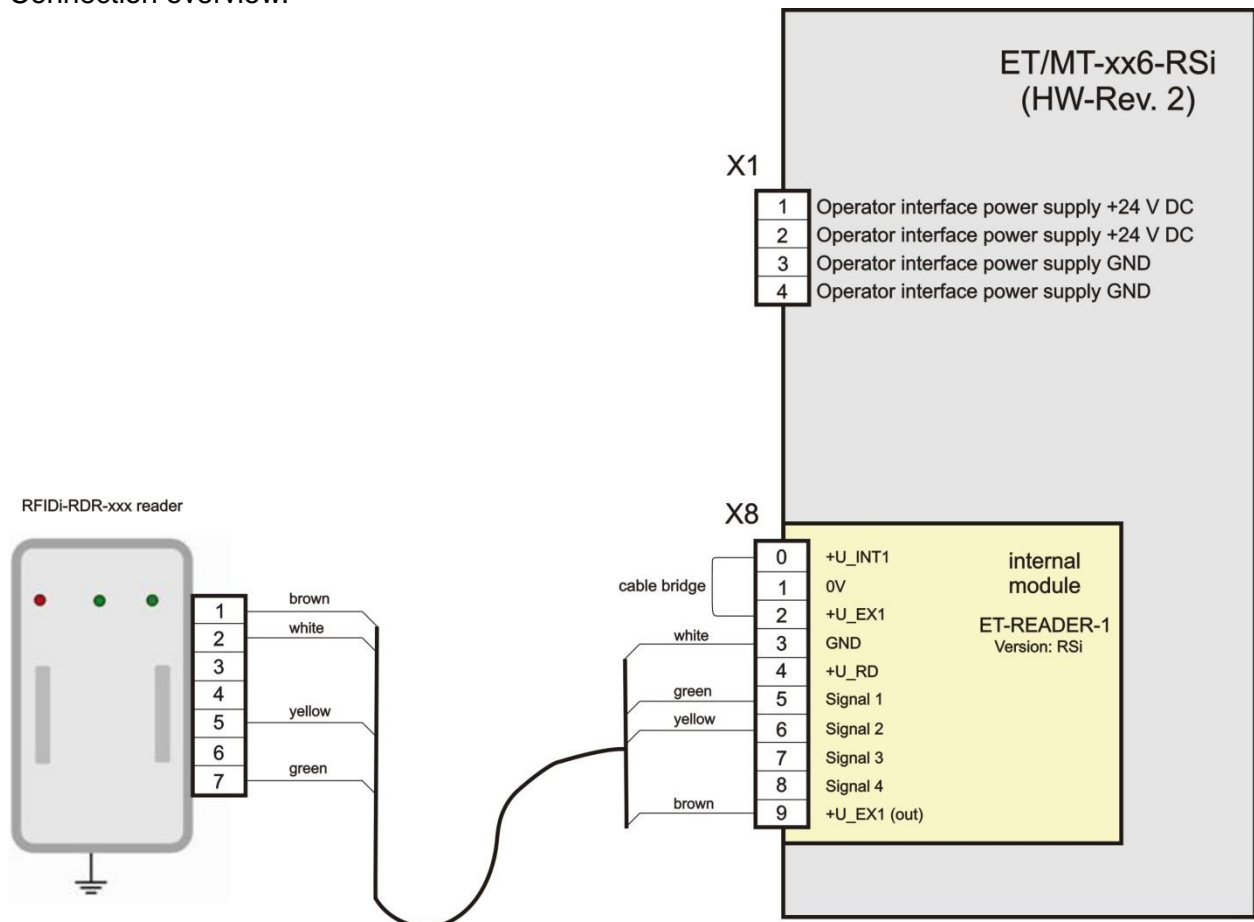 Connection overview:
ET/MT-xx6-RSi
(HW-Rev. 2)
X1
1 Operator interface power supply +24 V DC
2 Operator interface power supply +24 V DC
3 Operator interface power supply GND
4 Operator interface power supply GND
RFIDi-RDR-xxx reader
1 brown
2 white
3
4
5 yellow
6
7 green
X8
cable bridge
0 +U_INT1
1 0V
2 +U_EX1
white 3 GND
4 +U_RD
green 5 Signal 1
yellow 6 Signal 2
7 Signal 3
8 Signal 4
brown 9 +U_EX1 (out)
internal
module
ET-READER-1
Version: RSi